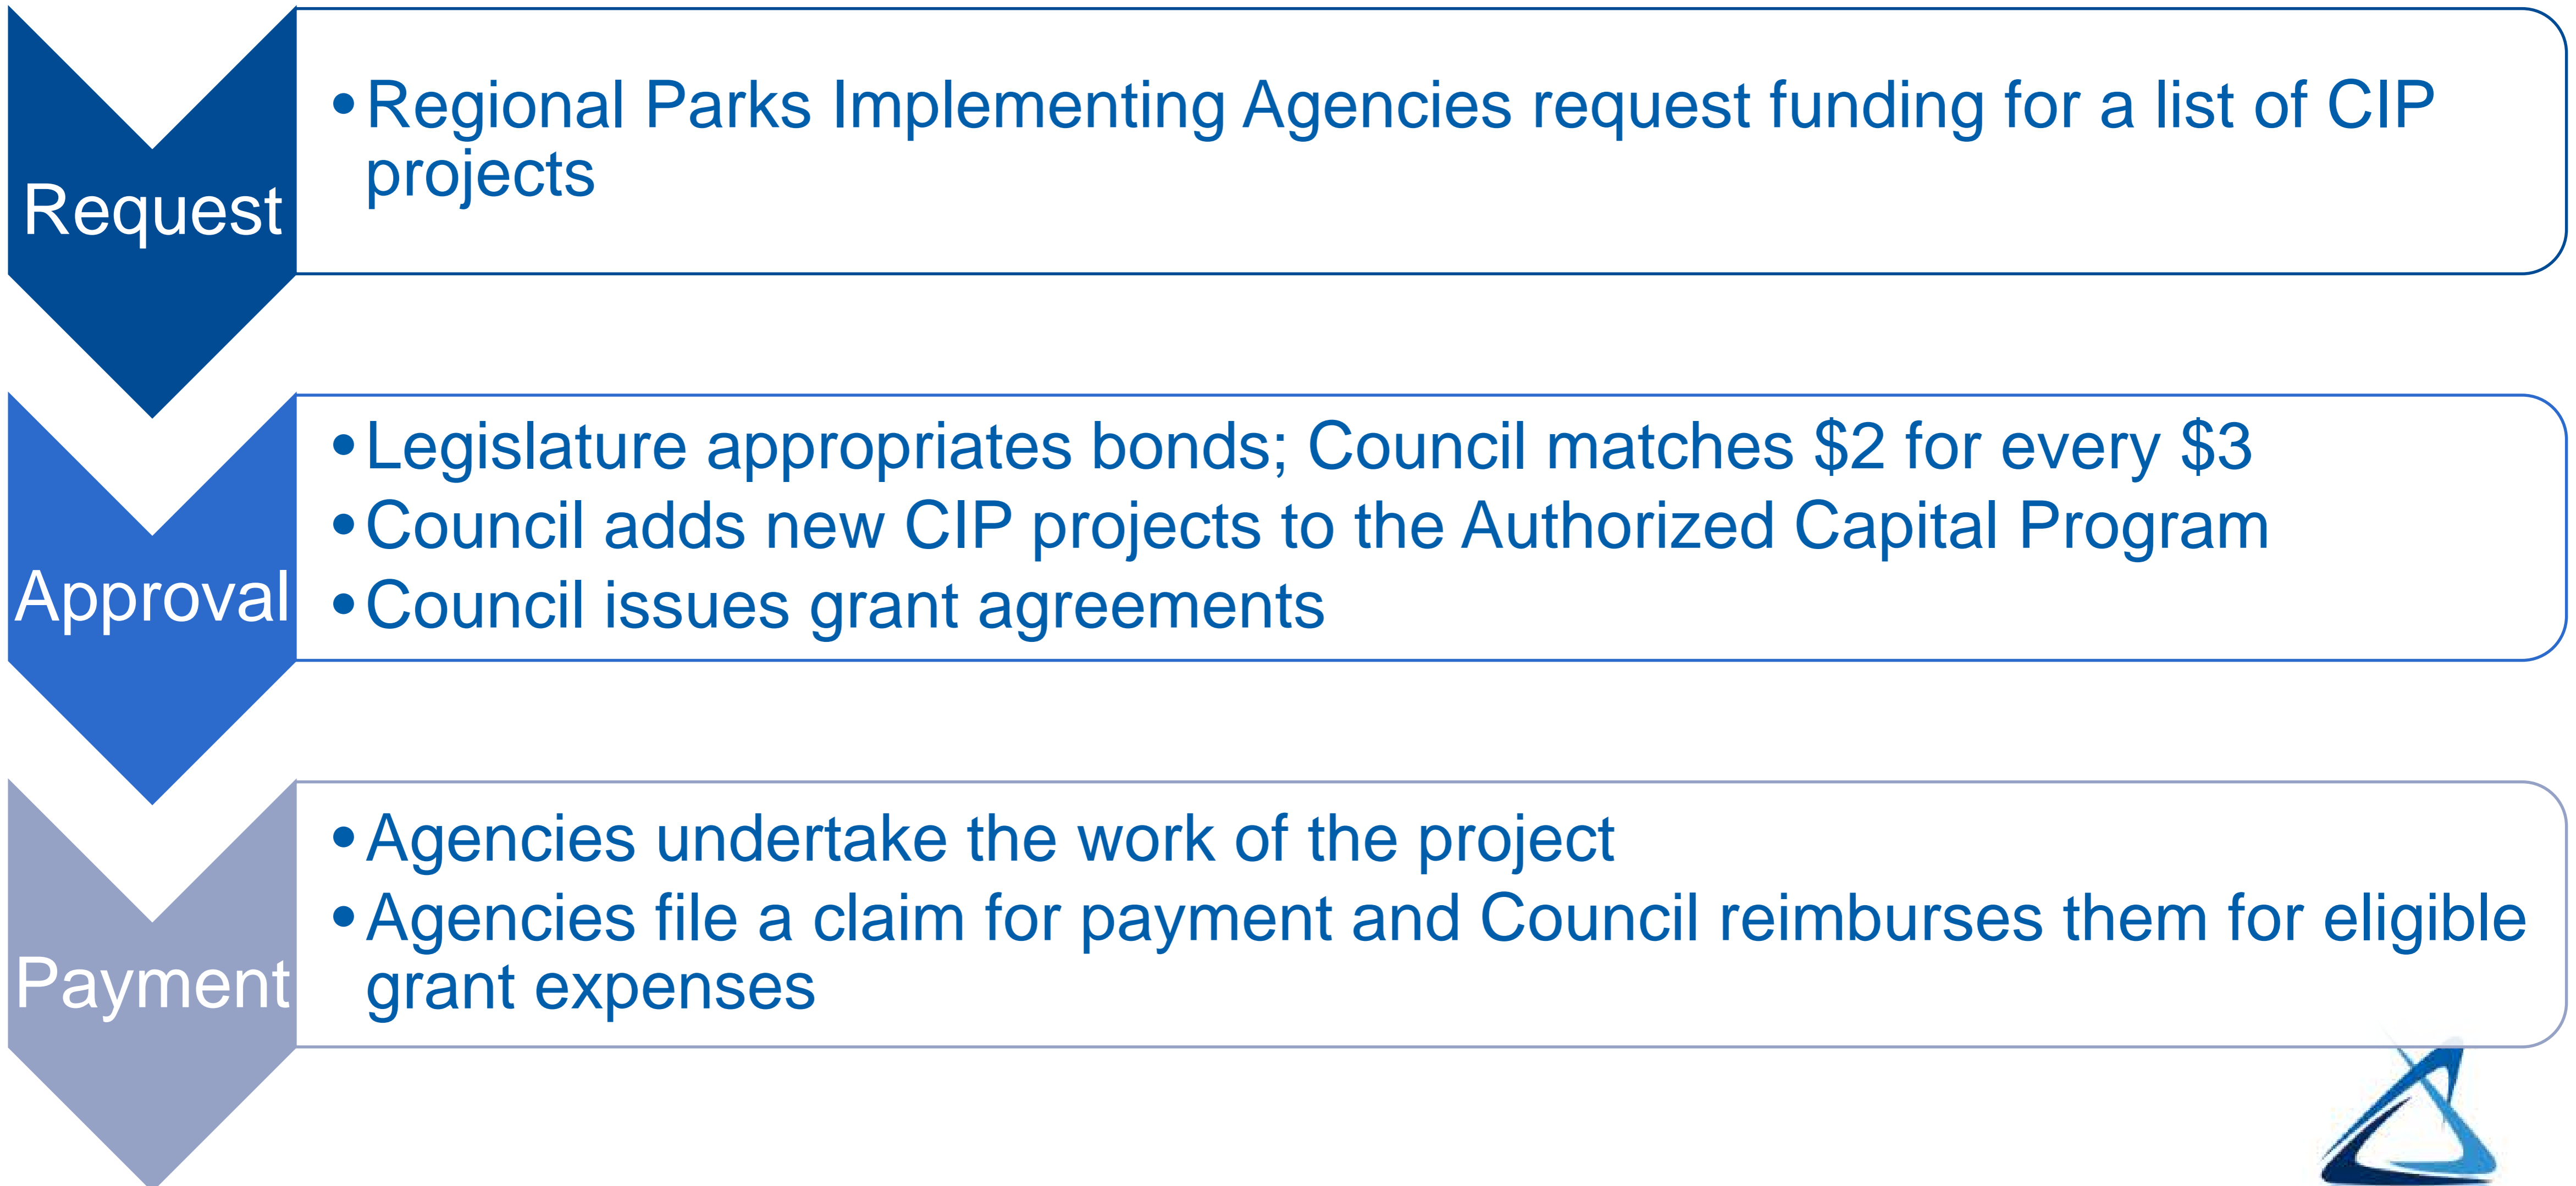 Request
•Regional Parks Implementing Agencies request funding for a list of CIP
projects
Approval
•Legislature appropriates bonds; Council matches $2 for every $3
•Council adds new CIP projects to the Authorized Capital Program
•Council issues grant agreements
Payment
•Agencies undertake the work of the project
•Agencies file a claim for payment and Council reimburses them for eligible
grant expenses